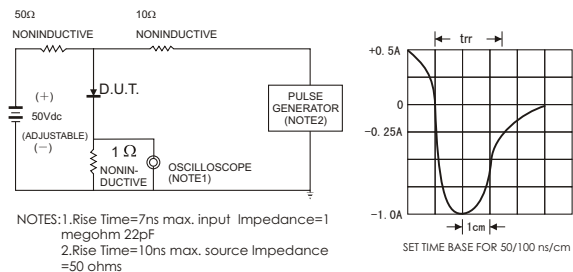 50Ω
NONINDUCTIVE
10Ω
NONINDUCTIVE
(+)
50Vdc
(ADJUSTABLE)
(−)
D.U.T.
1 Ω
NONIN-
DUCTIVE
OSCILLOSCOPE
(NOTE1)
PULSE
GENERATOR
(NOTE2)
NOTES:1.Rise Time=7ns max. input Impedance=1
megohm 22pF
2.Rise Time=10ns max. source Impedance
=50 ohms
trr
+0.5A
0
-0.25A
-1.0A
1cm
SET TIME BASE FOR 50/100 ns/cm